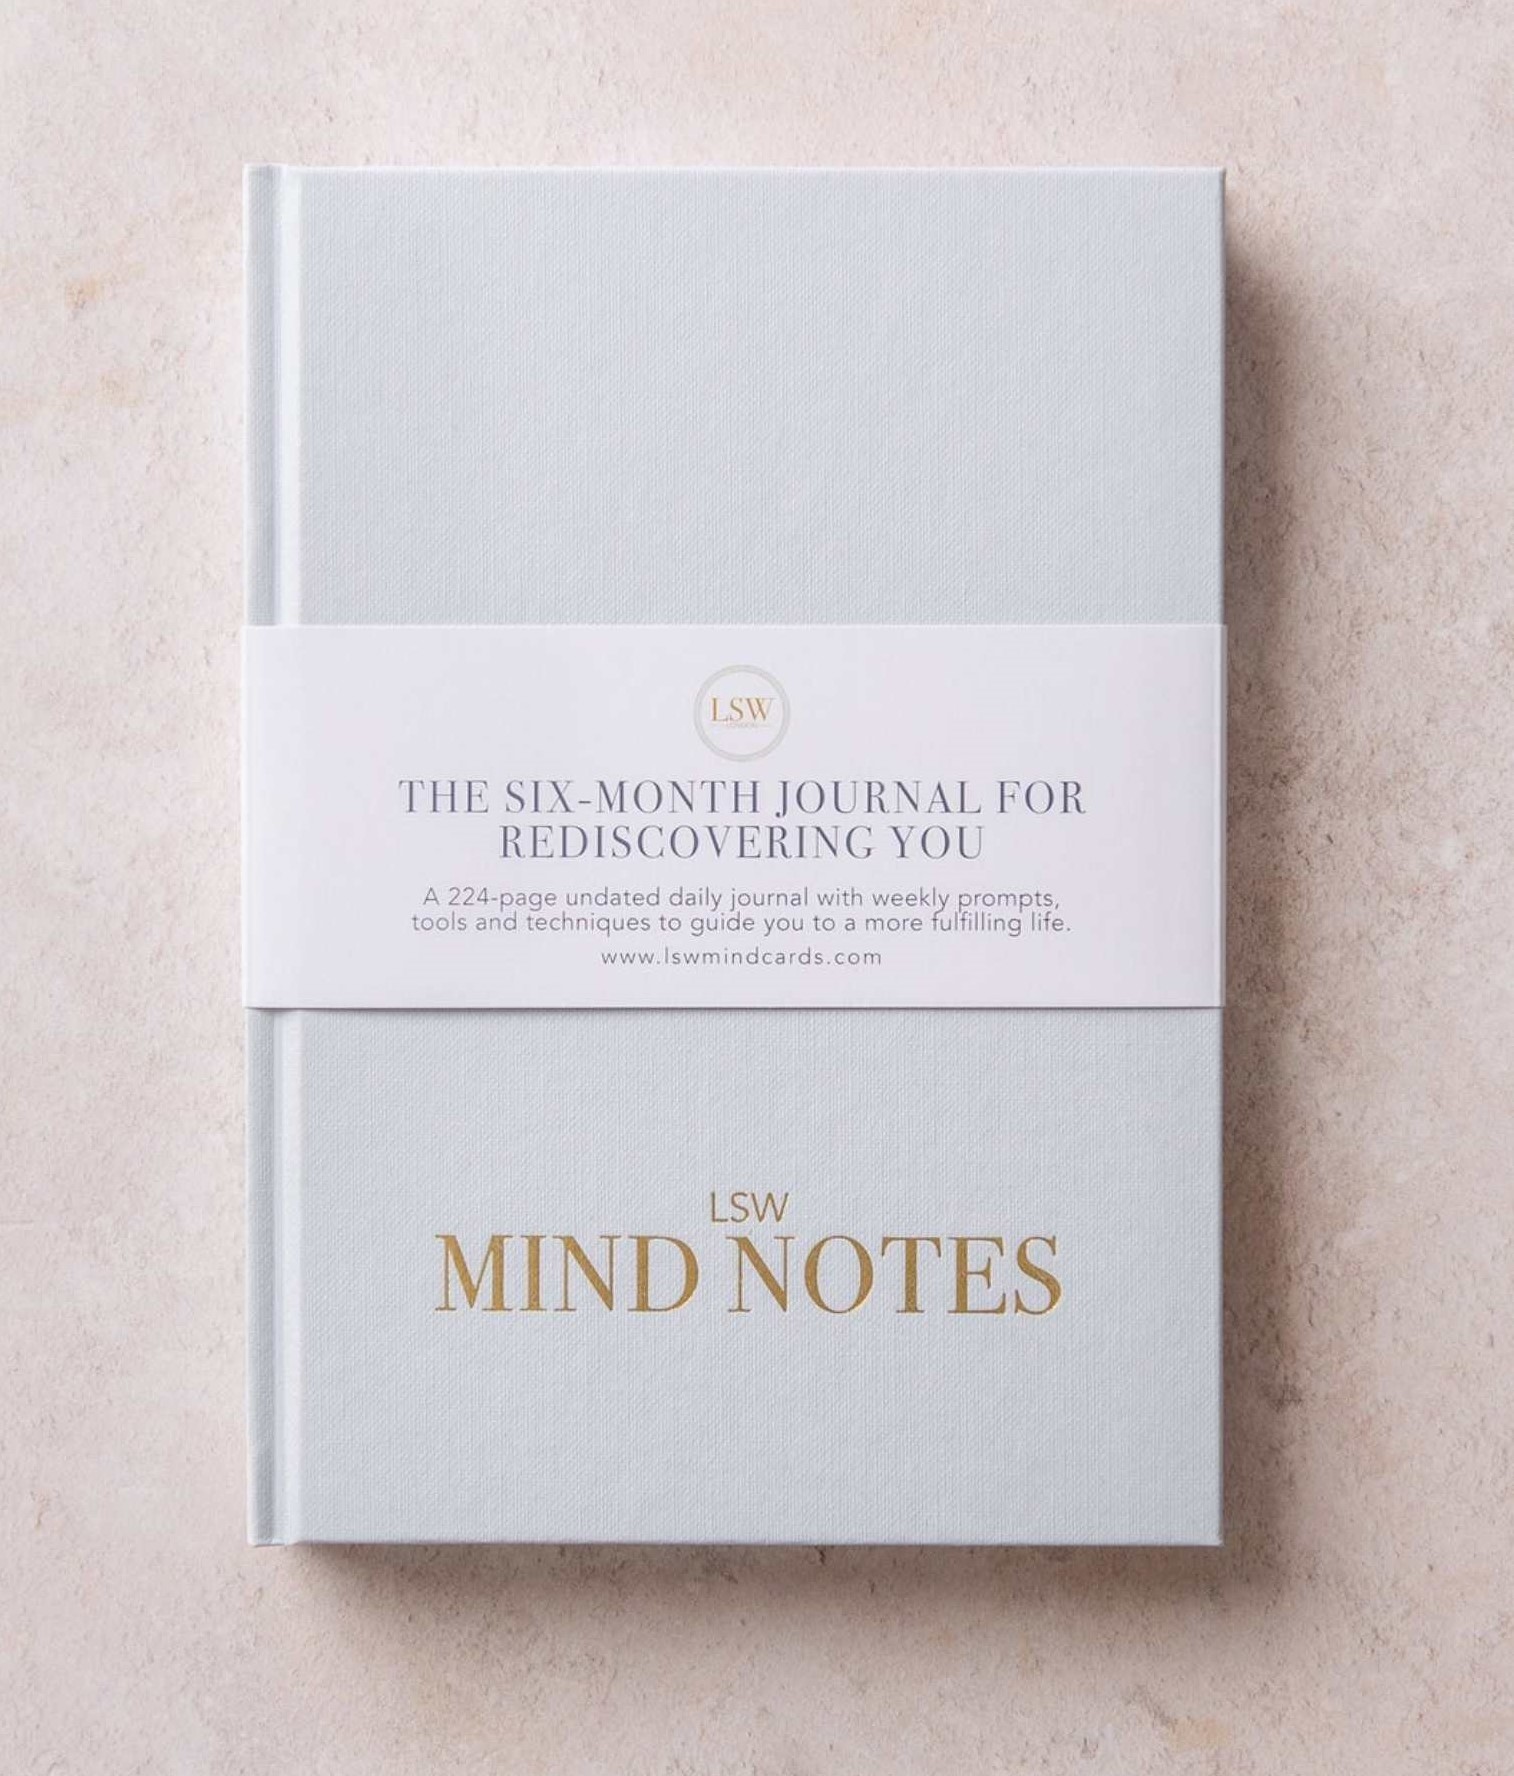 LSW
LONDON
THE SIX-MONTH JOURNAL FOR
REDISCOVERING YOU
A 224-page undated daily journal with weekly prompts,
tools and techniques to guide you to a more fulfilling life.
www.lswmindcards.com
LSW
MIND NOTES